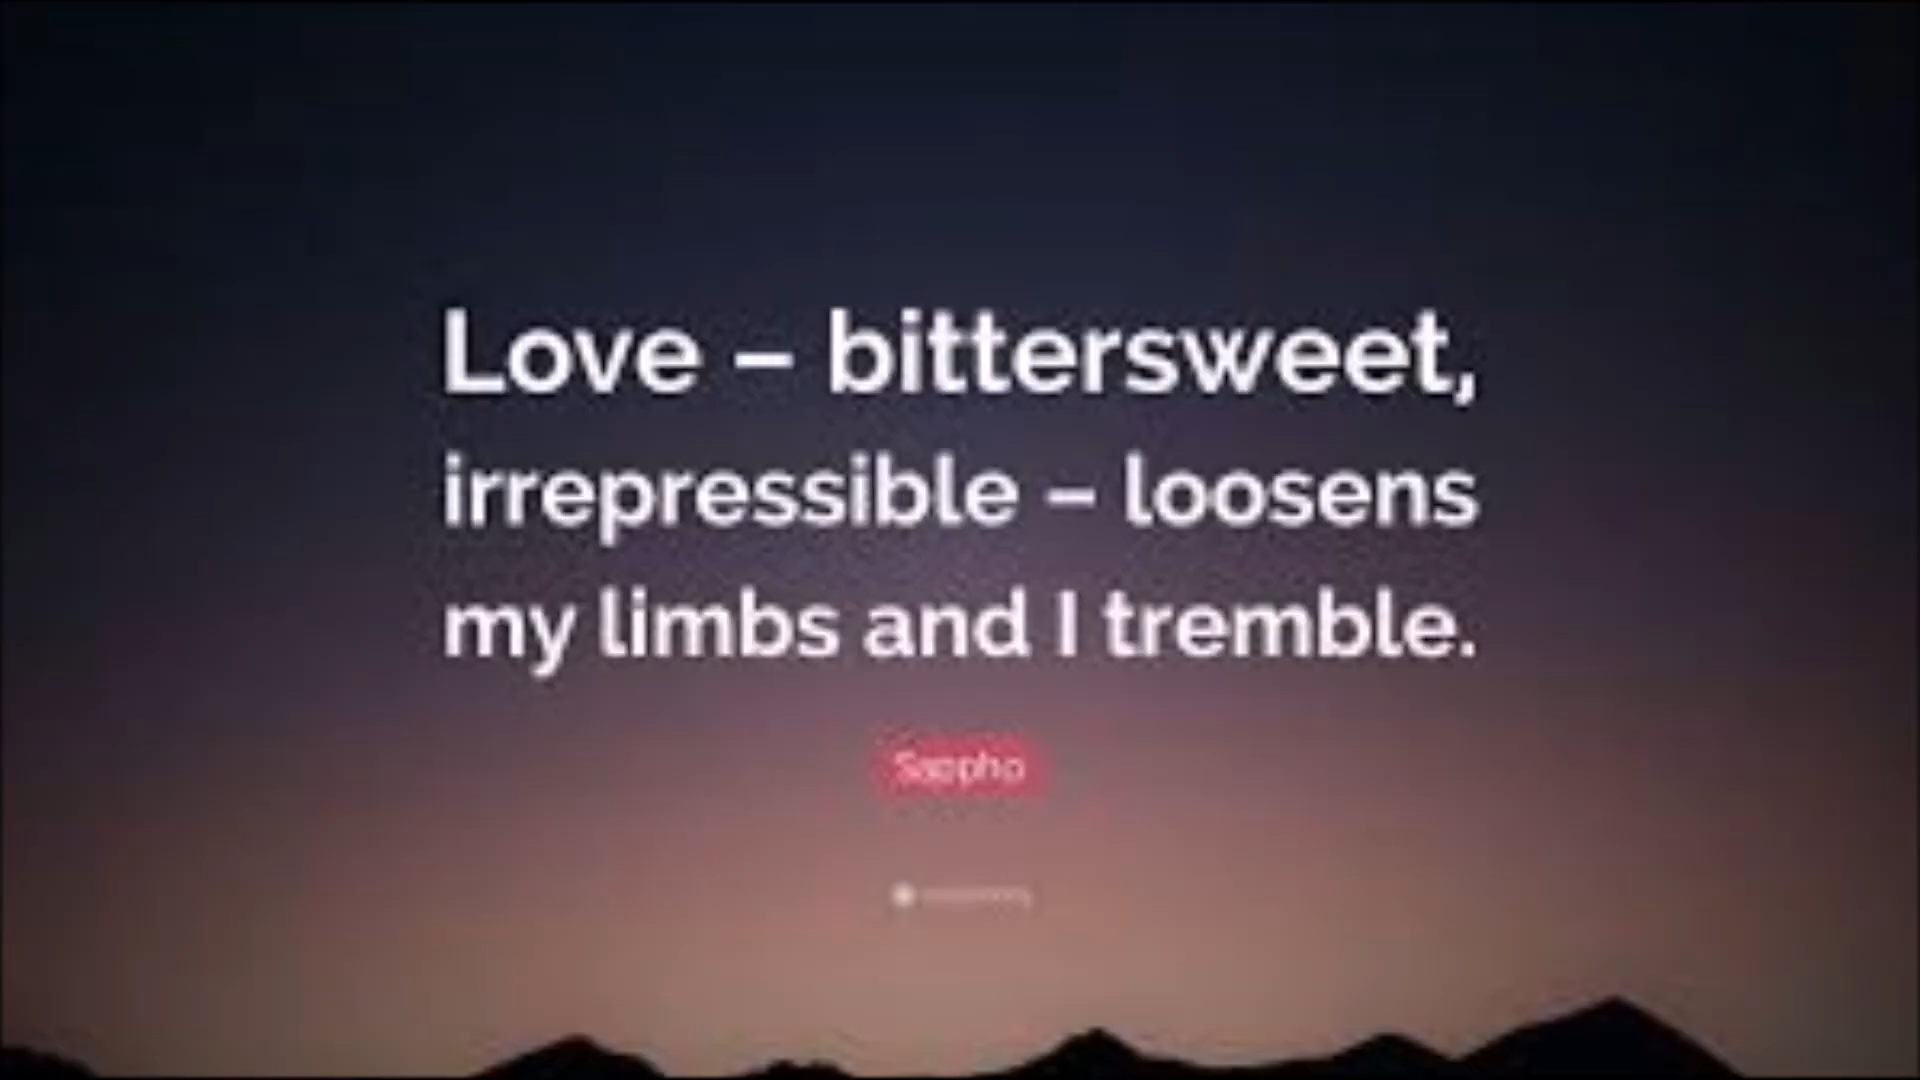 Love – bittersweet,
irrepressible – loosens
my limbs and I tremble.
Sappho